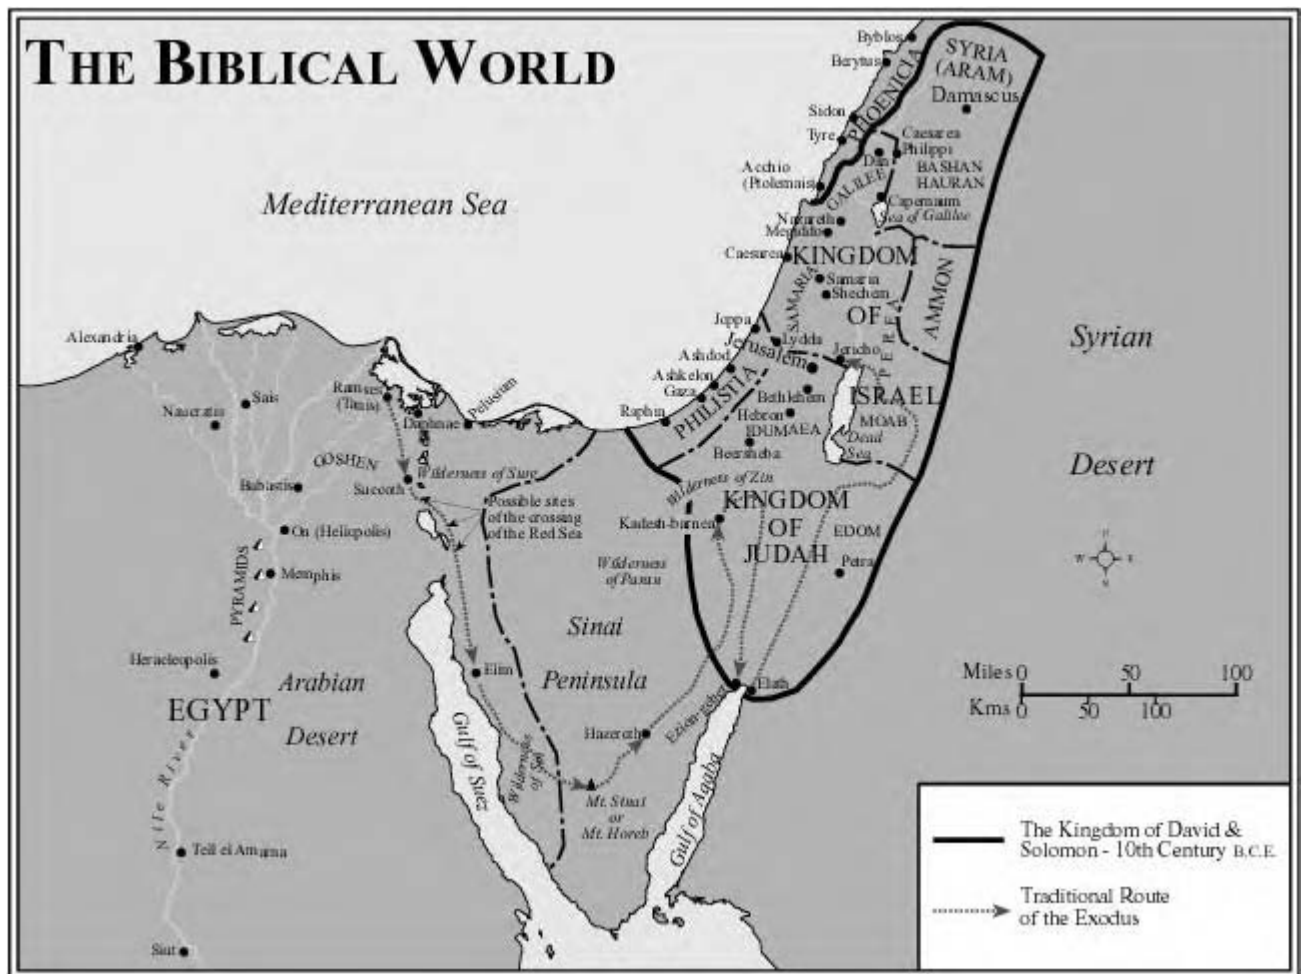 THE BIBLICAL WORLD
Byblos
Berytus
SYRIA
(ARAM)
Damascus
PHOENICIA
Sidon
Tyre
Caesarea
Philippi
Dan
BASHAN
HAURAN
Acchio
(Ptolemais)
GALILEE
Capernaum
Sea of Galilee
Mediterranean Sea
Nazareth
Megiddo
Caesarea
KINGDOM
OF
ISRAEL
SAMARIA
Samaria
Shechem
AMMON
PEREA
Syrian
Desert
Joppa
Lydda
Jericho
Jerusalem
Ashdod
Ashkelon
Gaza
PHILISTIA
Raphia
Bethlehem
Hebron
IDUMAEA
Beersheba
MOAB
Dead
Sea
Alexandria
Sais
Naucratis
Ramses
(Tanis)
Daphnae
Pelusium
GOSHEN
Wilderness of Sure
Bubastis
Succoth
Possible sites
of the crossing
of the Red Sea
Wilderness of Zin
Kadesh-barnea
KINGDOM
OF
JUDAH
EDOM
Petra
Wilderness
of Paran
On (Heliopolis)
PYRAMIDS
Memphis
Sinai
Peninsula
Heracleopolis
Arabian
Desert
EGYPT
Nile River
Elim
Elath
Ezion-geber
Hazeroth
Wilderness
of Sin
Gulf of Suez
Mt. Sinai
or
Mt. Horeb
Gulf of Aqaba
Tell el Amarna
Siut
W
E
N
S
Miles 0 50 100
Kms 0 50 100
The Kingdom of David &
Solomon - 10th Century B.C.E.
Traditional Route
of the Exodus